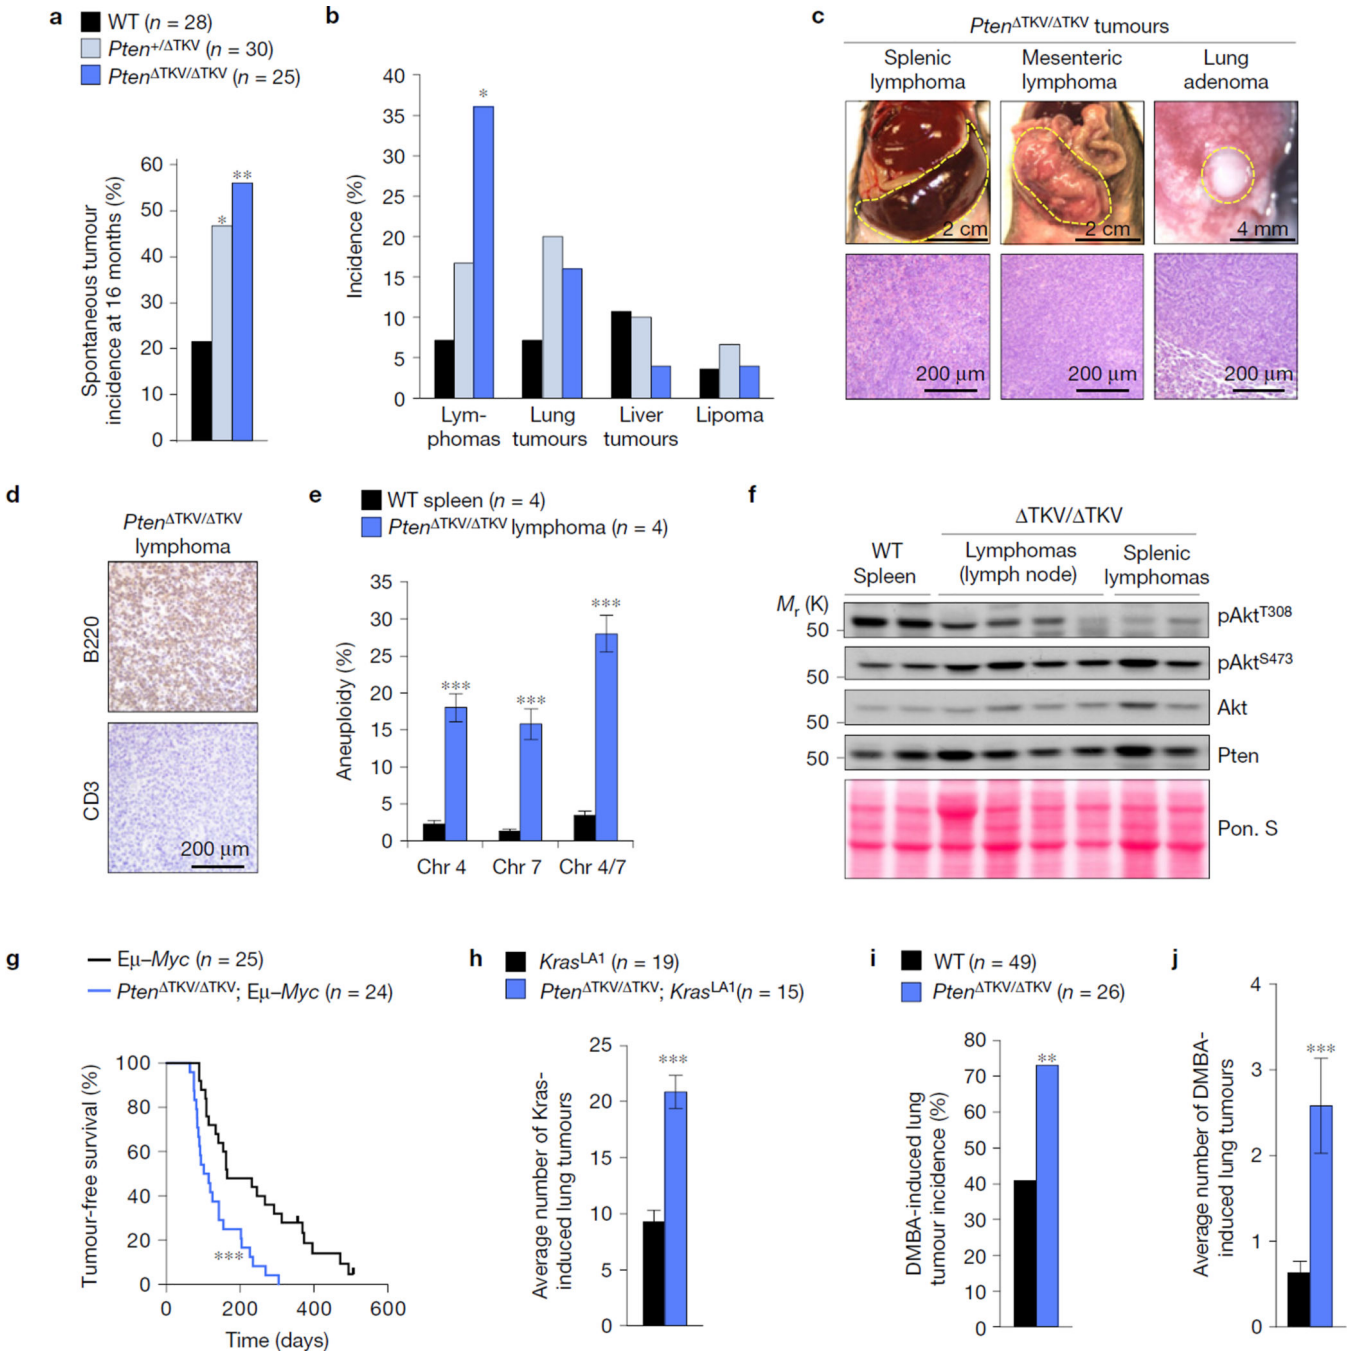 a
WT (n = 28)
Pten+/ΔTKV (n = 30)
PtenΔTKV/ΔTKV (n = 25)
Spontaneous tumour
incidence at 16 months (%)
60
50
40
30
20
10
0
*
**
b
Incidence (%)
40
35
30
25
20
15
10
5
0
*
Lym-
phomas
Lung
tumours
Liver
tumours
Lipoma
c
PtenΔTKV/ΔTKV tumours
Splenic
lymphoma
Mesenteric
lymphoma
Lung
adenoma
2 cm
2 cm
4 mm
200 μm
200 μm
200 μm
d
PtenΔTKV/ΔTKV
lymphoma
B220
CD3
200 μm
e
WT spleen (n = 4)
PtenΔTKV/ΔTKV lymphoma (n = 4)
Aneuploidy (%)
35
30
25
20
15
10
5
0
***
***
***
Chr 4
Chr 7
Chr 4/7
f
ΔTKV/ΔTKV
WT
Spleen
Lymphomas
(lymph node)
Splenic
lymphomas
Mr (K)
50
pAktT308
50
pAktS473
50
Akt
50
Pten
Pon. S
g
Eμ–Myc (n = 25)
PtenΔTKV/ΔTKV; Eμ–Myc (n = 24)
Tumour-free survival (%)
100
80
60
40
20
0
***
0
200
400
600
Time (days)
h
KrasLA1 (n = 19)
PtenΔTKV/ΔTKV; KrasLA1(n = 15)
Average number of Kras-
induced lung tumours
25
20
15
10
5
0
***
i
WT (n = 49)
PtenΔTKV/ΔTKV (n = 26)
DMBA-induced lung
tumour incidence (%)
80
70
60
50
40
30
20
10
0
**
j
Average number of DMBA-
induced lung tumours
4
3
2
1
0
***